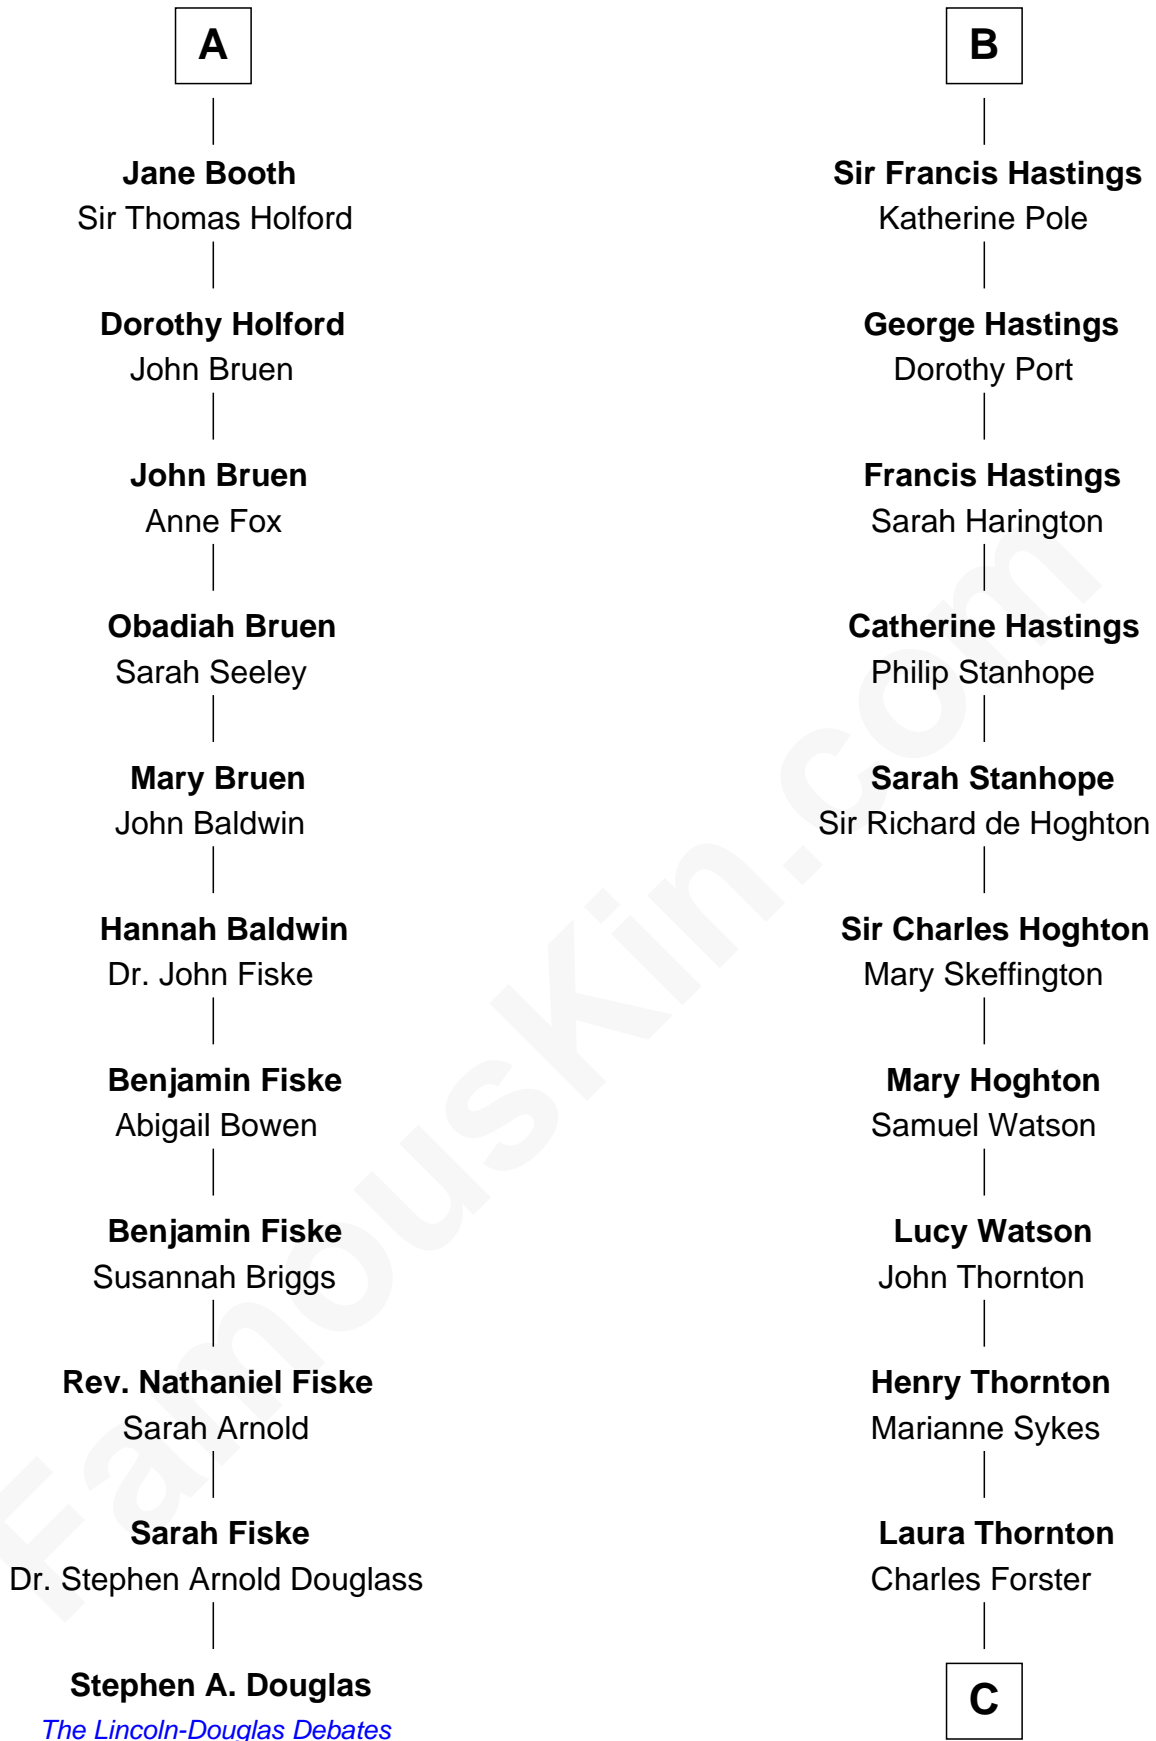 A
Jane Booth
Sir Thomas Holford
Dorothy Holford
John Bruen
John Bruen
Anne Fox
Obadiah Bruen
Sarah Seeley
Mary Bruen
John Baldwin
Hannah Baldwin
Dr. John Fiske
Benjamin Fiske
Abigail Bowen
Benjamin Fiske
Susannah Briggs
Rev. Nathaniel Fiske
Sarah Arnold
Sarah Fiske
Dr. Stephen Arnold Douglass
Stephen A. Douglas
The Lincoln-Douglas Debates
B
Sir Francis Hastings
Katherine Pole
George Hastings
Dorothy Port
Francis Hastings
Sarah Harington
Catherine Hastings
Philip Stanhope
Sarah Stanhope
Sir Richard de Hoghton
Sir Charles Hoghton
Mary Skeffington
Mary Hoghton
Samuel Watson
Lucy Watson
John Thornton
Henry Thornton
Marianne Sykes
Laura Thornton
Charles Forster
C
FamousKin.com